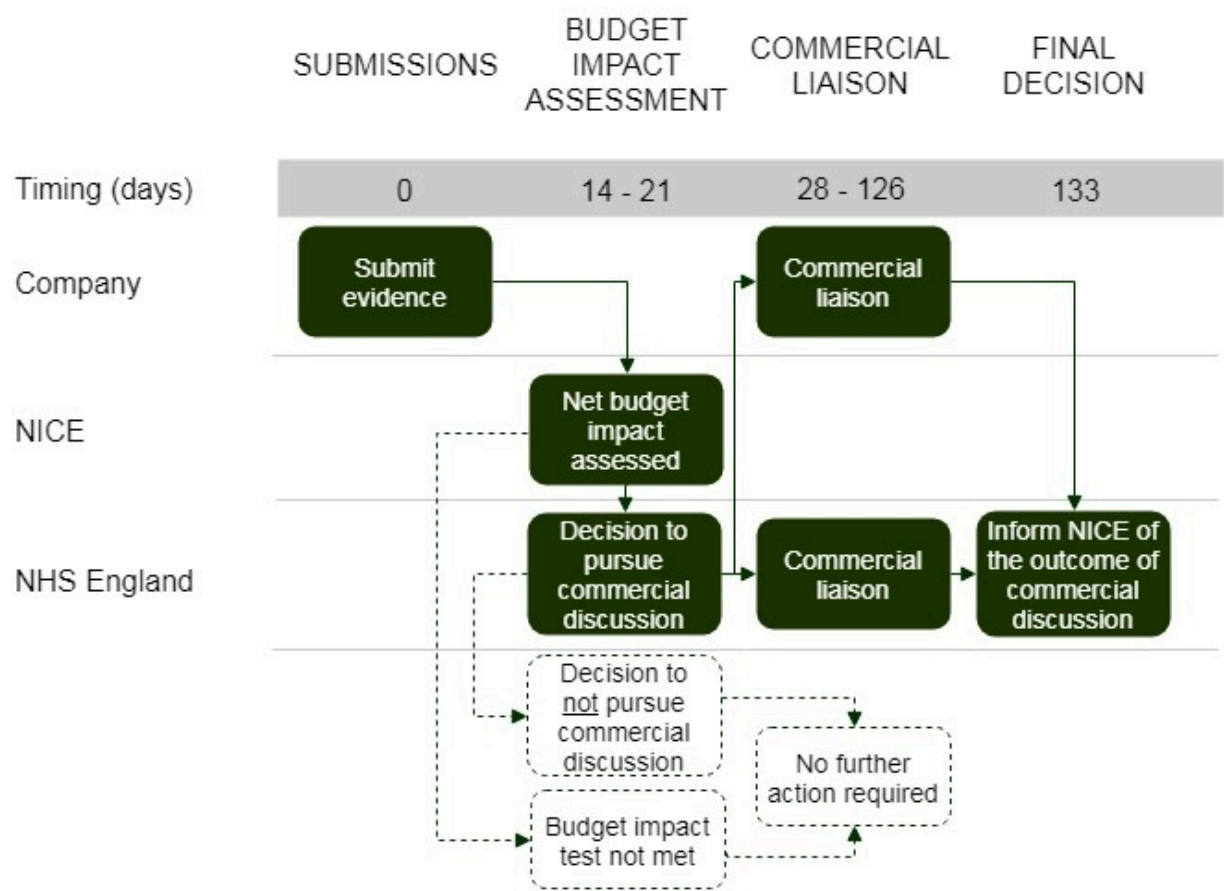 SUBMISSIONS
BUDGET
IMPACT
ASSESSMENT
COMMERCIAL
LIAISON
FINAL
DECISION
Timing (days)
0
14 - 21
28 - 126
133
Company
Submit
evidence
Commercial
liaison
NICE
Net budget
impact
assessed
NHS England
Decision to
pursue
commercial
discussion
Commercial
liaison
Inform NICE of
the outcome of
commercial
discussion
Decision to
not pursue
commercial
discussion
No further
action required
Budget impact
test not met